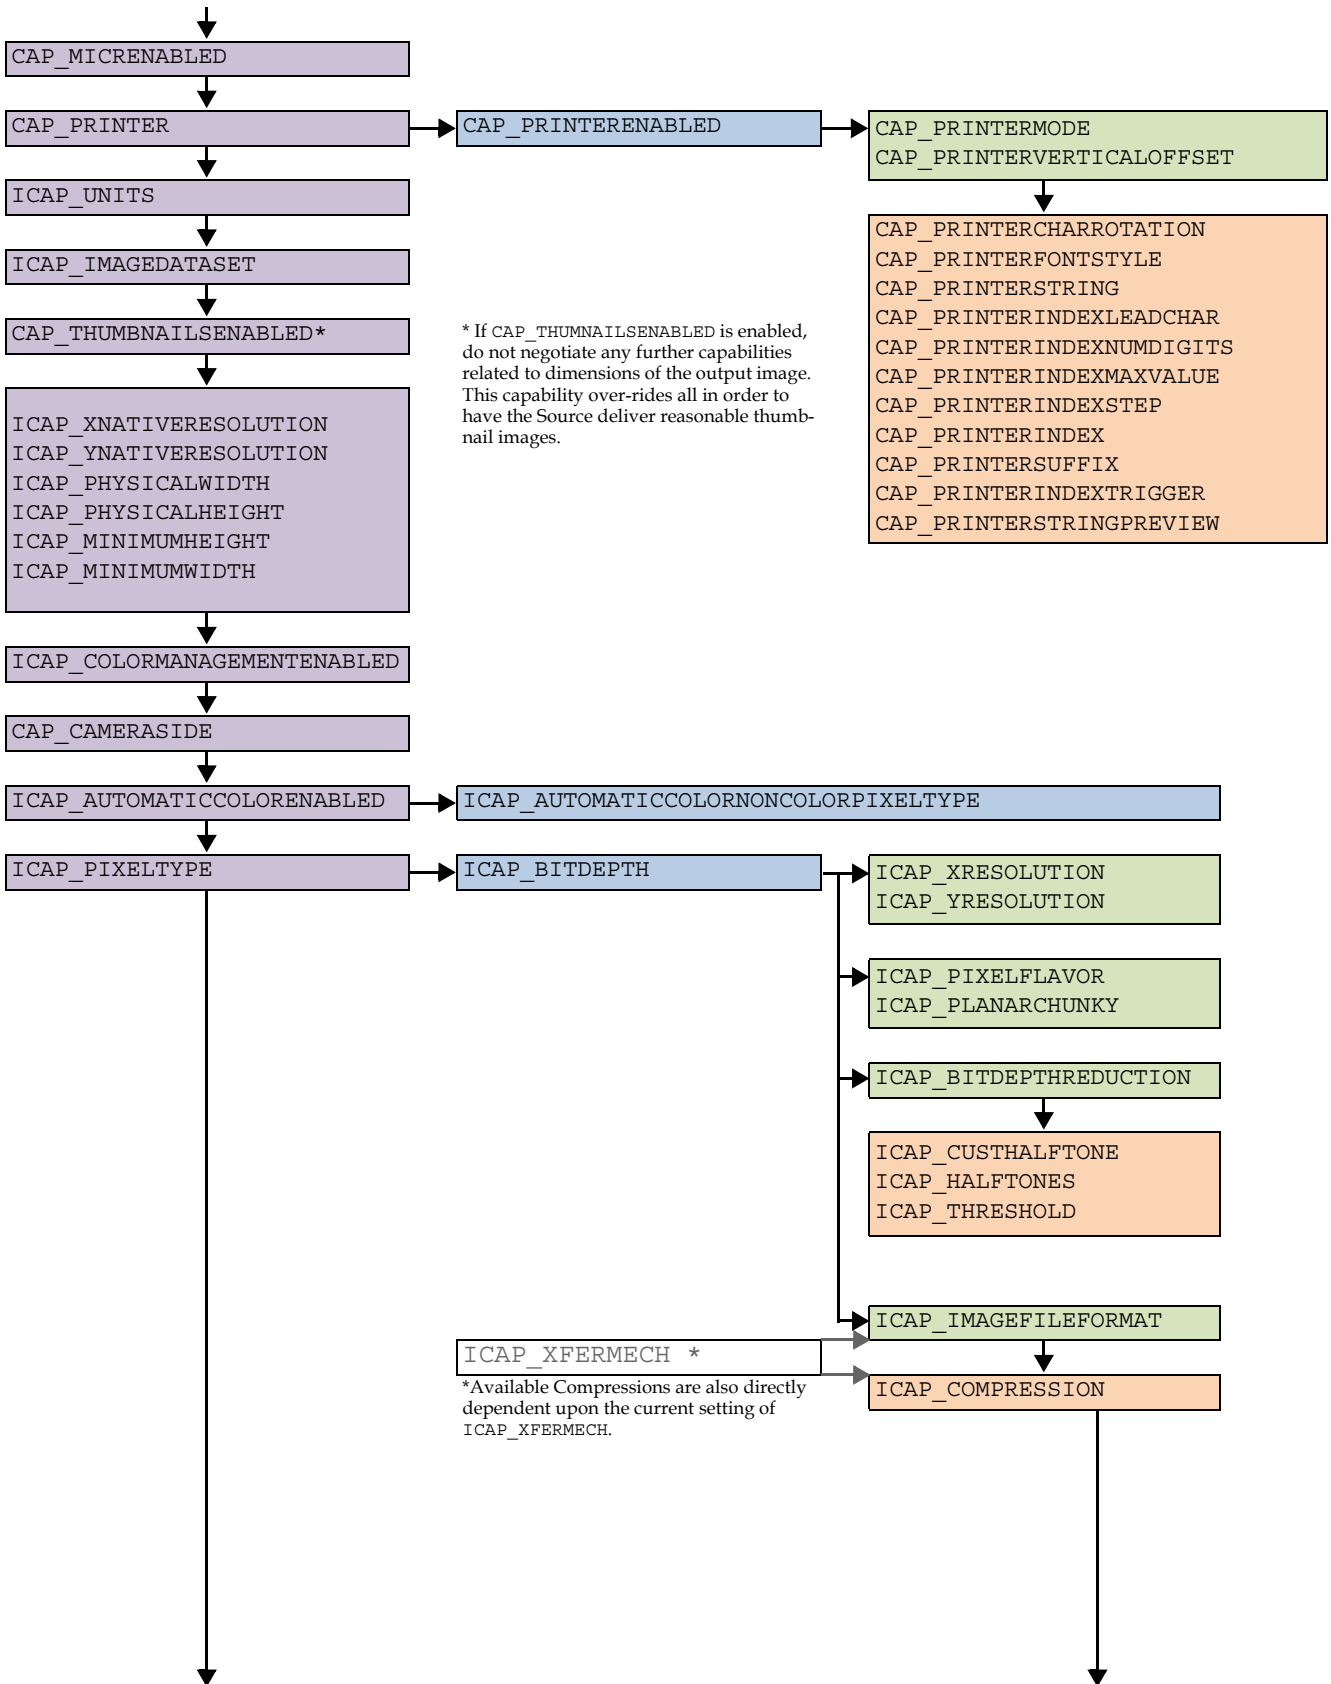 CAP_MICRENABLED
CAP_PRINTER
CAP_PRINTERENABLED
CAP_PRINTERMODE
CAP_PRINTERVERTICALOFFSET
ICAP_UNITS
ICAP_IMAGEDATASET
CAP_THUMBNAILSENABLED*
CAP_PRINTERCHARROTATION
CAP_PRINTERFONTSTYLE
CAP_PRINTERSTRING
CAP_PRINTERINDEXLEADCHAR
CAP_PRINTERINDEXNUMDIGITS
CAP_PRINTERINDEXMAXVALUE
CAP_PRINTERINDEXSTEP
CAP_PRINTERINDEX
CAP_PRINTERSUFFIX
CAP_PRINTERINDEXTRIGGER
CAP_PRINTERSTRINGPREVIEW
* If CAP_THUMNAILSENABLED is enabled,
do not negotiate any further capabilities
related to dimensions of the output image.
This capability over-rides all in order to
have the Source deliver reasonable thumb-
nail images.
ICAP_XNATIVERESOLUTION
ICAP_YNATIVERESOLUTION
ICAP_PHYSICALWIDTH
ICAP_PHYSICALHEIGHT
ICAP_MINIMUMHEIGHT
ICAP_MINIMUMWIDTH
ICAP_COLORMANAGEMENTENABLED
CAP_CAMERASIDE
ICAP_AUTOMATICCOLORENABLED
ICAP_AUTOMATICCOLORNONCOLORPIXELTYPE
ICAP_PIXELTYPE
ICAP_BITDEPTH
ICAP_XRESOLUTION
ICAP_YRESOLUTION
ICAP_PIXELFLAVOR
ICAP_PLANARCHUNKY
ICAP_BITDEPTHREDUCTION
ICAP_CUSTHALFTONE
ICAP_HALFTONES
ICAP_THRESHOLD
ICAP_IMAGEFILEFORMAT
ICAP_XFERMECH *
*Available Compressions are also directly
dependent upon the current setting of
ICAP_XFERMECH.
ICAP_COMPRESSION